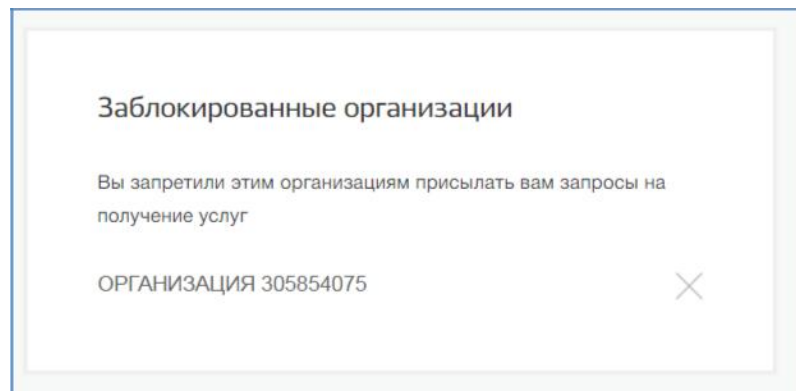 Заблокированные организации
Вы запретили этим организациям присылать вам запросы на
получение услуг
ОРГАНИЗАЦИЯ 305854075